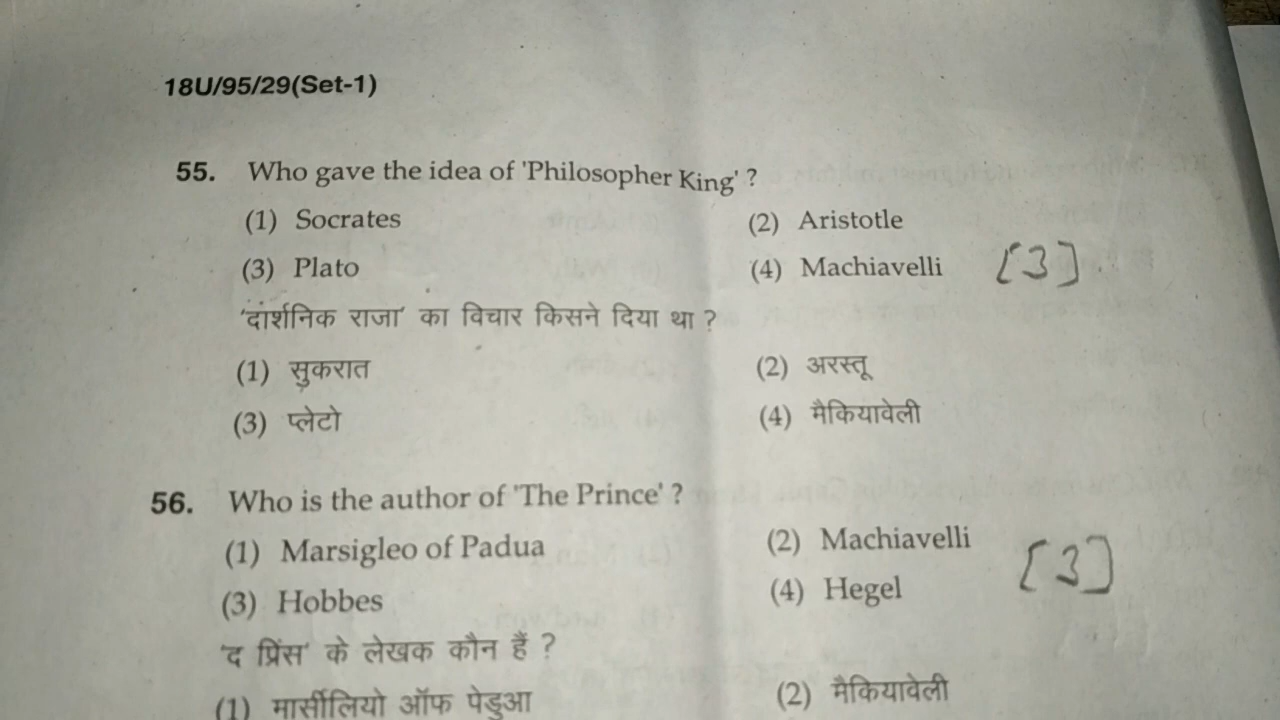 18U/95/29(Set-1)
55. Who gave the idea of 'Philosopher King' ?
(1) Socrates (2) Aristotle
(3) Plato (4) Machiavelli [3]
'दार्शनिक राजा' का विचार किसने दिया था ?
(1) सुकरात (2) अरस्तू
(3) प्लेटो (4) मैकियावेली
56. Who is the author of 'The Prince' ?
(1) Marsigleo of Padua (2) Machiavelli
(3) Hobbes (4) Hegel [3]
'द प्रिंस' के लेखक कौन हैं ?
(1) मार्सीलियो ऑफ पेडुआ (2) मैकियावेली